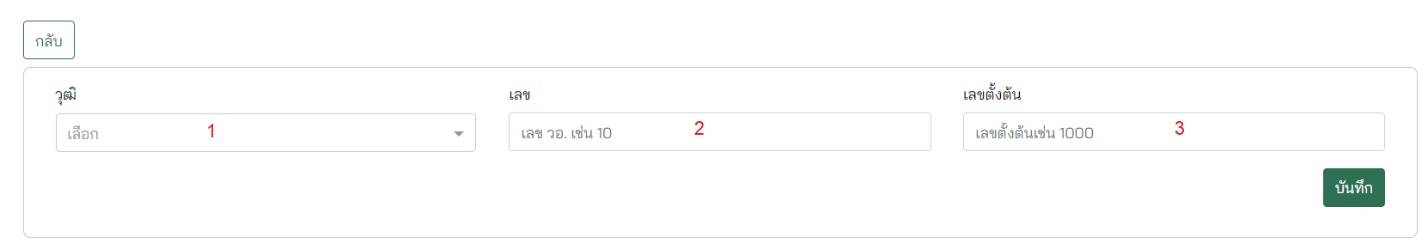 กลับ
วุฒิ เลข เลขตั้งต้น
เลือก 1 เลข วอ. เช่น 10 2 เลขตั้งต้นเช่น 1000 3
บันทึก